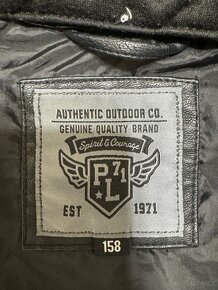 AUTHENTIC OUTDOOR CO.
GENUINE QUALITY BRAND
Spirit & Courage
P 71
L
EST 1971
158